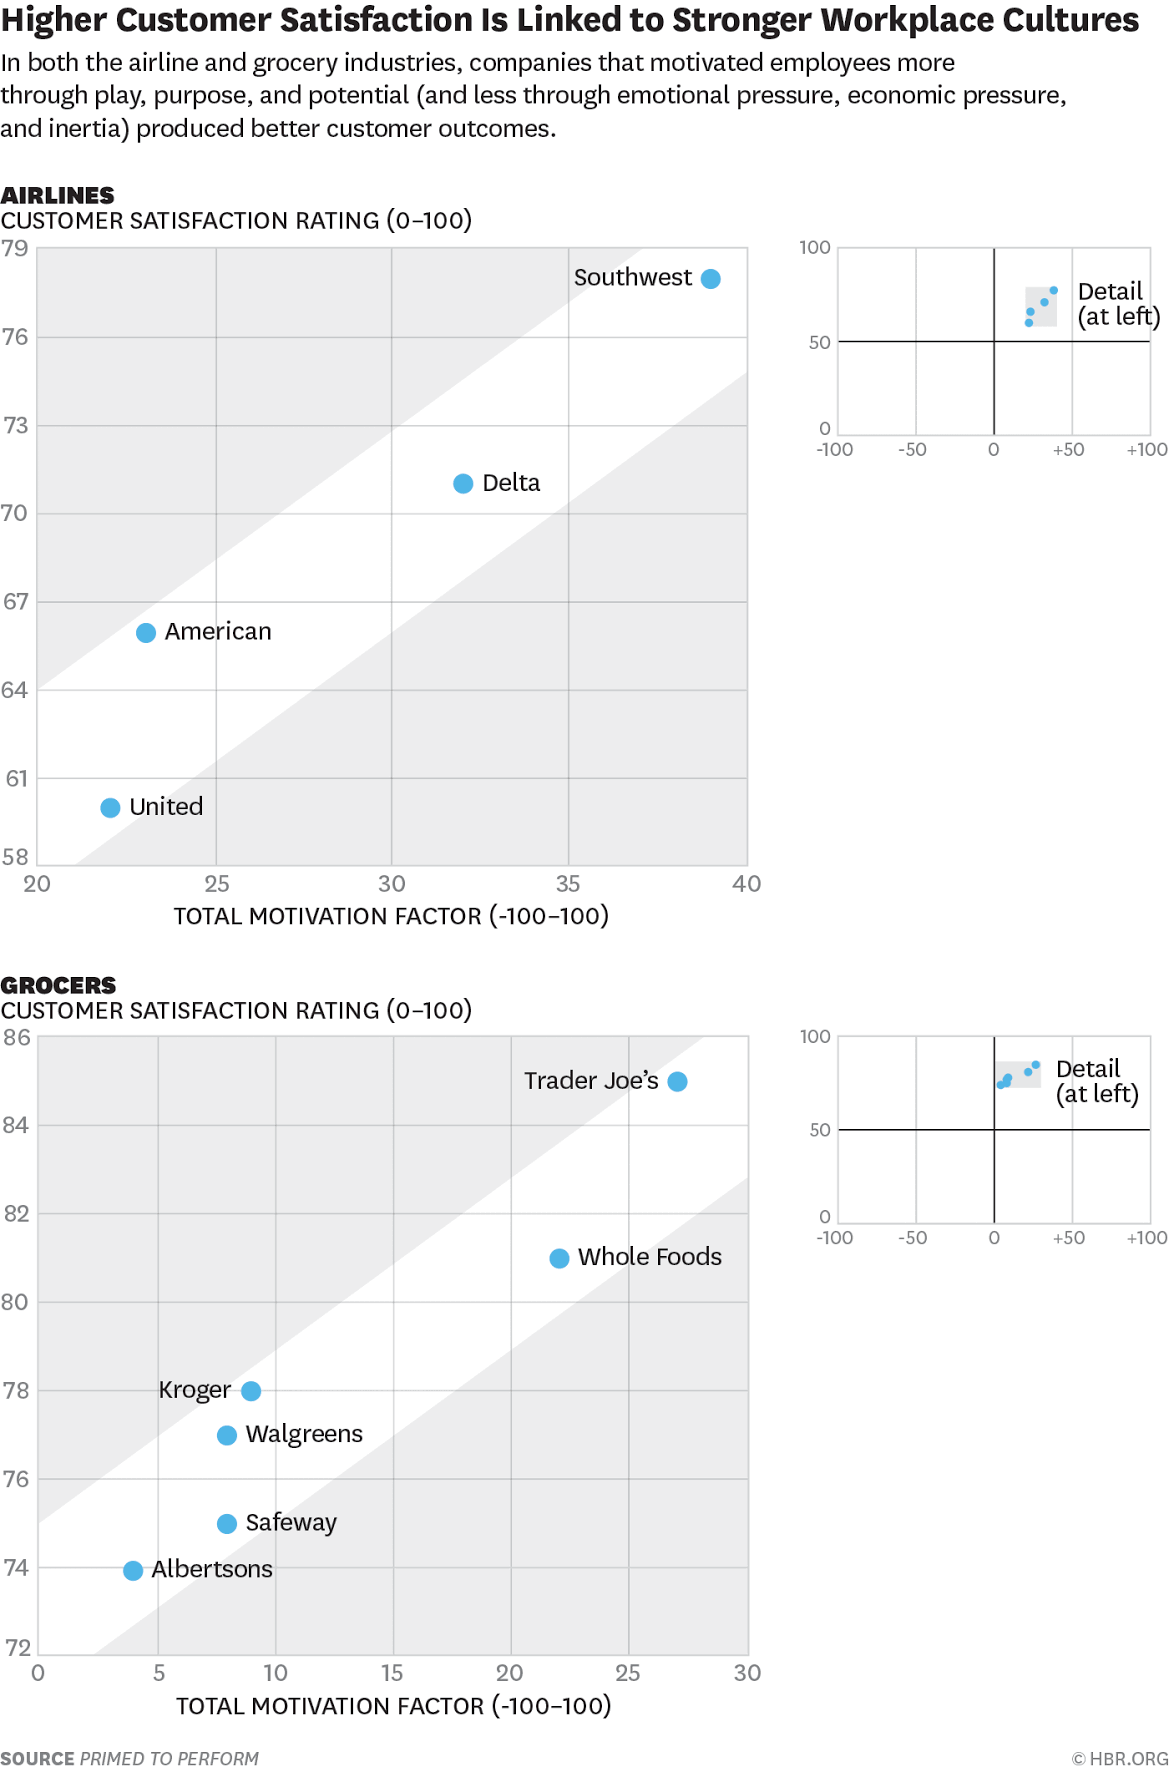 Higher Customer Satisfaction Is Linked to Stronger Workplace Cultures
In both the airline and grocery industries, companies that motivated employees more
through play, purpose, and potential (and less through emotional pressure, economic pressure,
and inertia) produced better customer outcomes.
AIRLINES
CUSTOMER SATISFACTION RATING (0–100)
79
76
73
70
67
64
61
58
20
25
30
35
40
Southwest
Delta
American
United
TOTAL MOTIVATION FACTOR (-100–100)
100
50
0
-100
-50
0
+50
+100
Detail
(at left)
GROCERS
CUSTOMER SATISFACTION RATING (0–100)
86
84
82
80
78
76
74
72
0
5
10
15
20
25
30
Trader Joe’s
Whole Foods
Kroger
Walgreens
Safeway
Albertsons
TOTAL MOTIVATION FACTOR (-100–100)
100
50
0
-100
-50
0
+50
+100
Detail
(at left)
SOURCE PRIMED TO PERFORM
© HBR.ORG